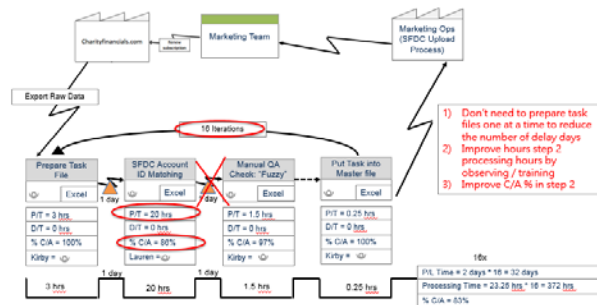 Charityfinancials.com
Renew
subscription
Marketing Team
Marketing Ops
(SFDC Upload
Process)
Export Raw Data
16 Iterations
1) Don't need to prepare task
files one at a time to reduce
the number of delay days
2) Improve hours step 2
processing hours by
observing / training
3) Improve C/A % in step 2
Prepare Task
File
Excel
P/T = 3 hrs
D/T = 0 hrs
% C/A = 100%
Kirby =
1 day
SFDC Account
ID Matching
Excel
P/T = 20 hrs
D/T = 0 hrs
% C/A = 86%
Lauren =
1 day
Manual QA
Check: "Fuzzy"
Excel
P/T = 1.5 hrs
D/T = 0 hrs
% C/A = 97%
Kirby =
Put Task into
Master file
Excel
P/T = 0.25 hrs
D/T = 0 hrs
% C/A = 100%
Kirby =
3 hrs
1 day
20 hrs
1 day
1.5 hrs
0.25 hrs
16x
P/L Time = 2 days * 16 = 32 days
Processing Time = 23.25 hrs * 16 = 372 hrs
% C/A = 83%